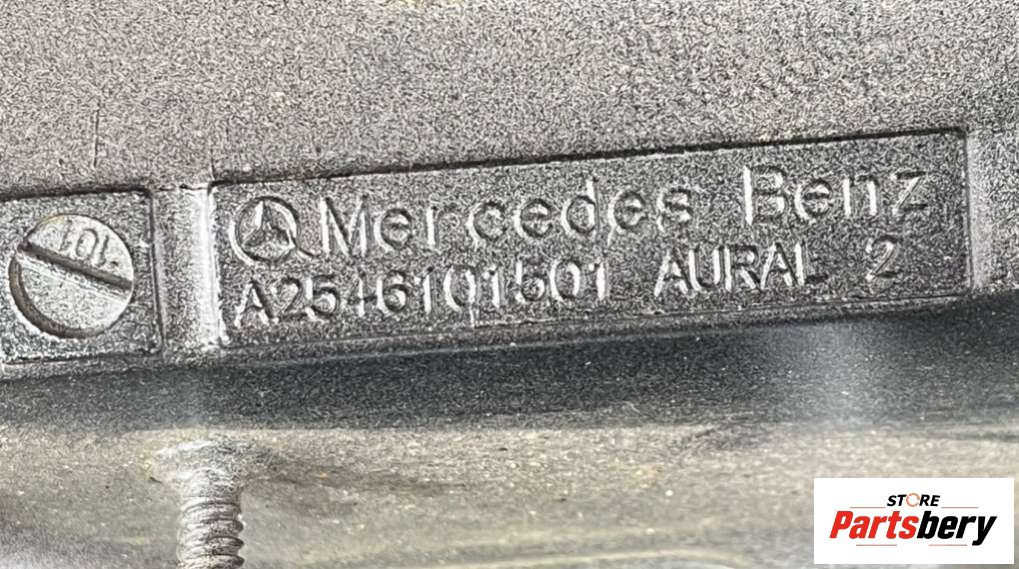 Mercedes Benz
A2546101501 AURAL 2
STORE
Partsbery